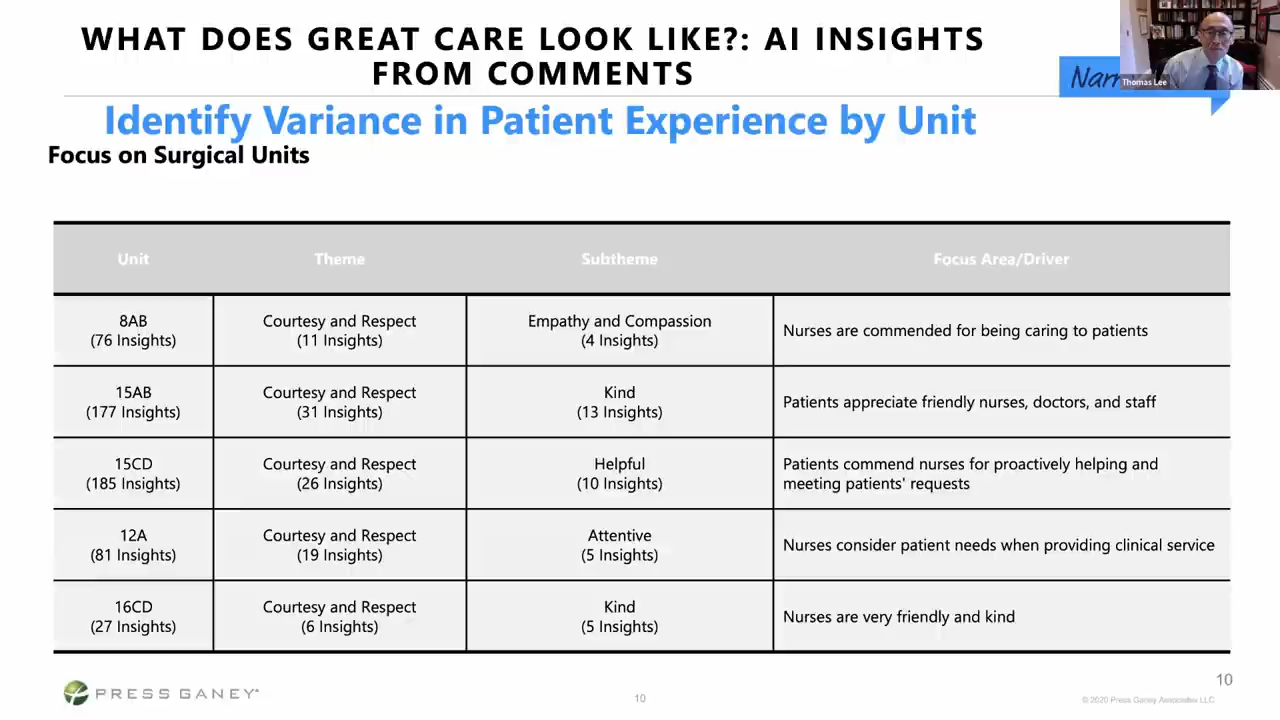 WHAT DOES GREAT CARE LOOK LIKE?: AI INSIGHTS
FROM COMMENTS
Thomas Lee
Identify Variance in Patient Experience by Unit
Focus on Surgical Units
Unit Theme Subtheme Focus Area/Driver
8AB
(76 Insights)
Courtesy and Respect
(11 Insights)
Empathy and Compassion
(4 Insights)
Nurses are commended for being caring to patients
15AB
(177 Insights)
Courtesy and Respect
(31 Insights)
Kind
(13 Insights)
Patients appreciate friendly nurses, doctors, and staff
15CD
(185 Insights)
Courtesy and Respect
(26 Insights)
Helpful
(10 Insights)
Patients commend nurses for proactively helping and
meeting patients' requests
12A
(81 Insights)
Courtesy and Respect
(19 Insights)
Attentive
(5 Insights)
Nurses consider patient needs when providing clinical service
16CD
(27 Insights)
Courtesy and Respect
(6 Insights)
Kind
(5 Insights)
Nurses are very friendly and kind
PRESS GANEY
10
10
© 2020 Press Ganey Associates LLC